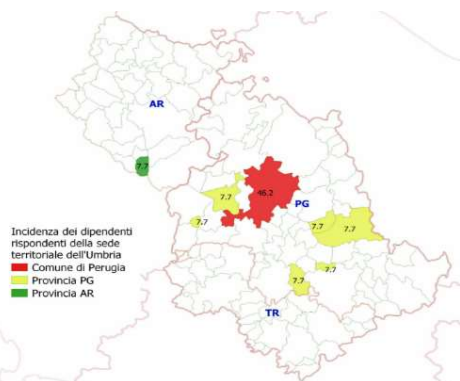 AR
7.7
46.2
7.7
PG
7.7
7.7
7.7
7.7
7.7
TR
Incidenza dei dipendenti
rispondenti della sede
territoriale dell'Umbria
Comune di Perugia
Provincia PG
Provincia AR